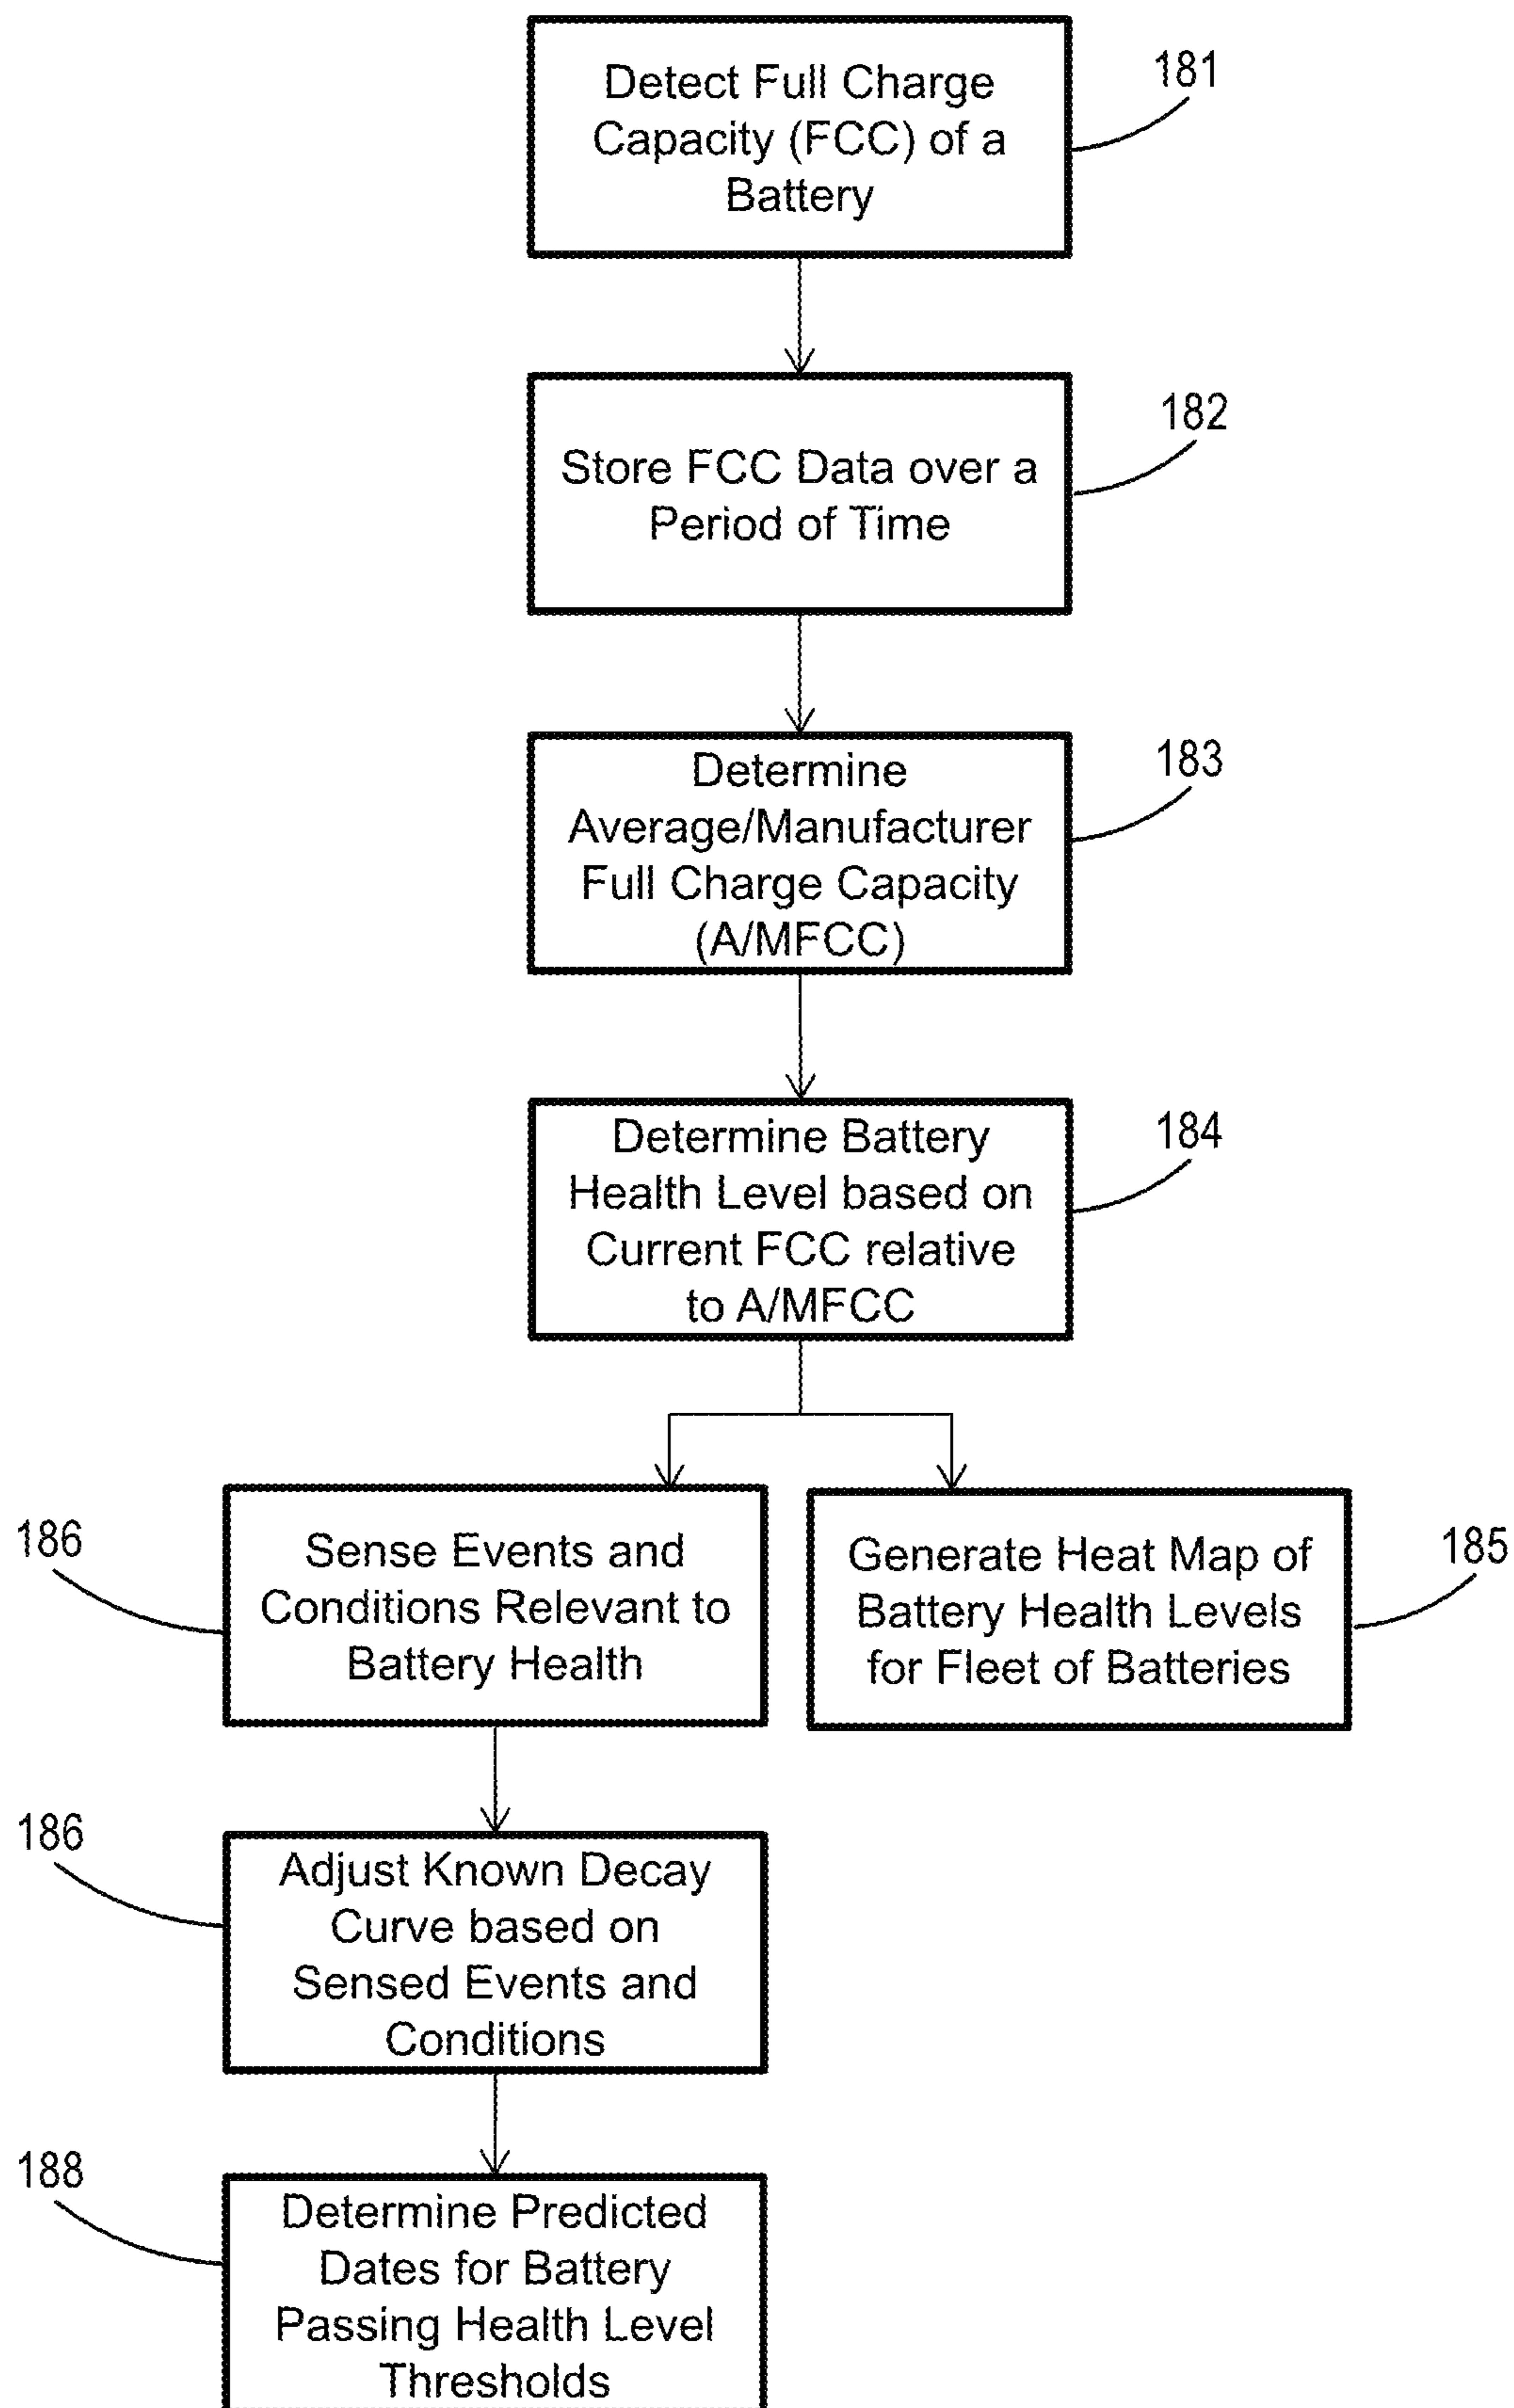 Detect Full Charge
Capacity (FCC) of a
Battery
181
Store FCC Data over a
Period of Time
182
Determine
Average/Manufacturer
Full Charge Capacity
(A/MFCC)
183
Determine Battery
Health Level based on
Current FCC relative
to A/MFCC
184
186
Sense Events and
Conditions Relevant to
Battery Health
Generate Heat Map of
Battery Health Levels
for Fleet of Batteries
185
186
Adjust Known Decay
Curve based on
Sensed Events and
Conditions
188
Determine Predicted
Dates for Battery
Passing Health Level
Thresholds